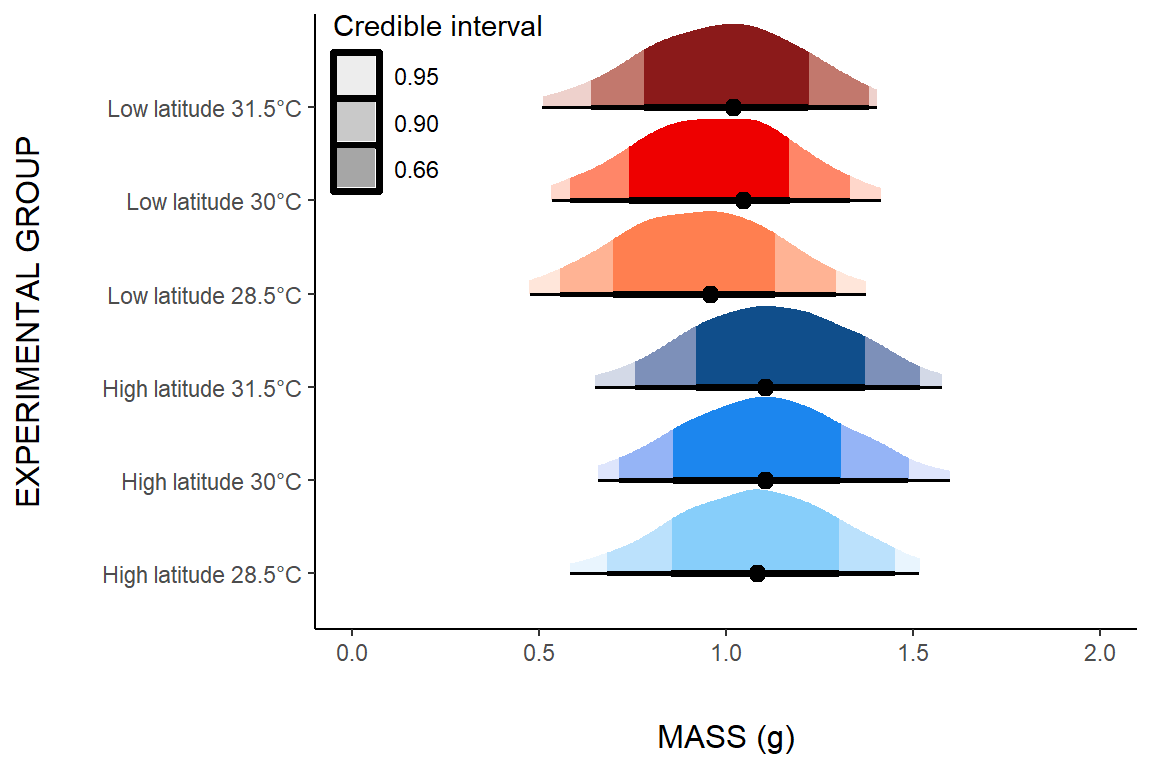 Credible interval
0.95
0.90
0.66
EXPERIMENTAL GROUP
Low latitude 31.5°C
Low latitude 30°C
Low latitude 28.5°C
High latitude 31.5°C
High latitude 30°C
High latitude 28.5°C
0.0 0.5 1.0 1.5 2.0
MASS (g)